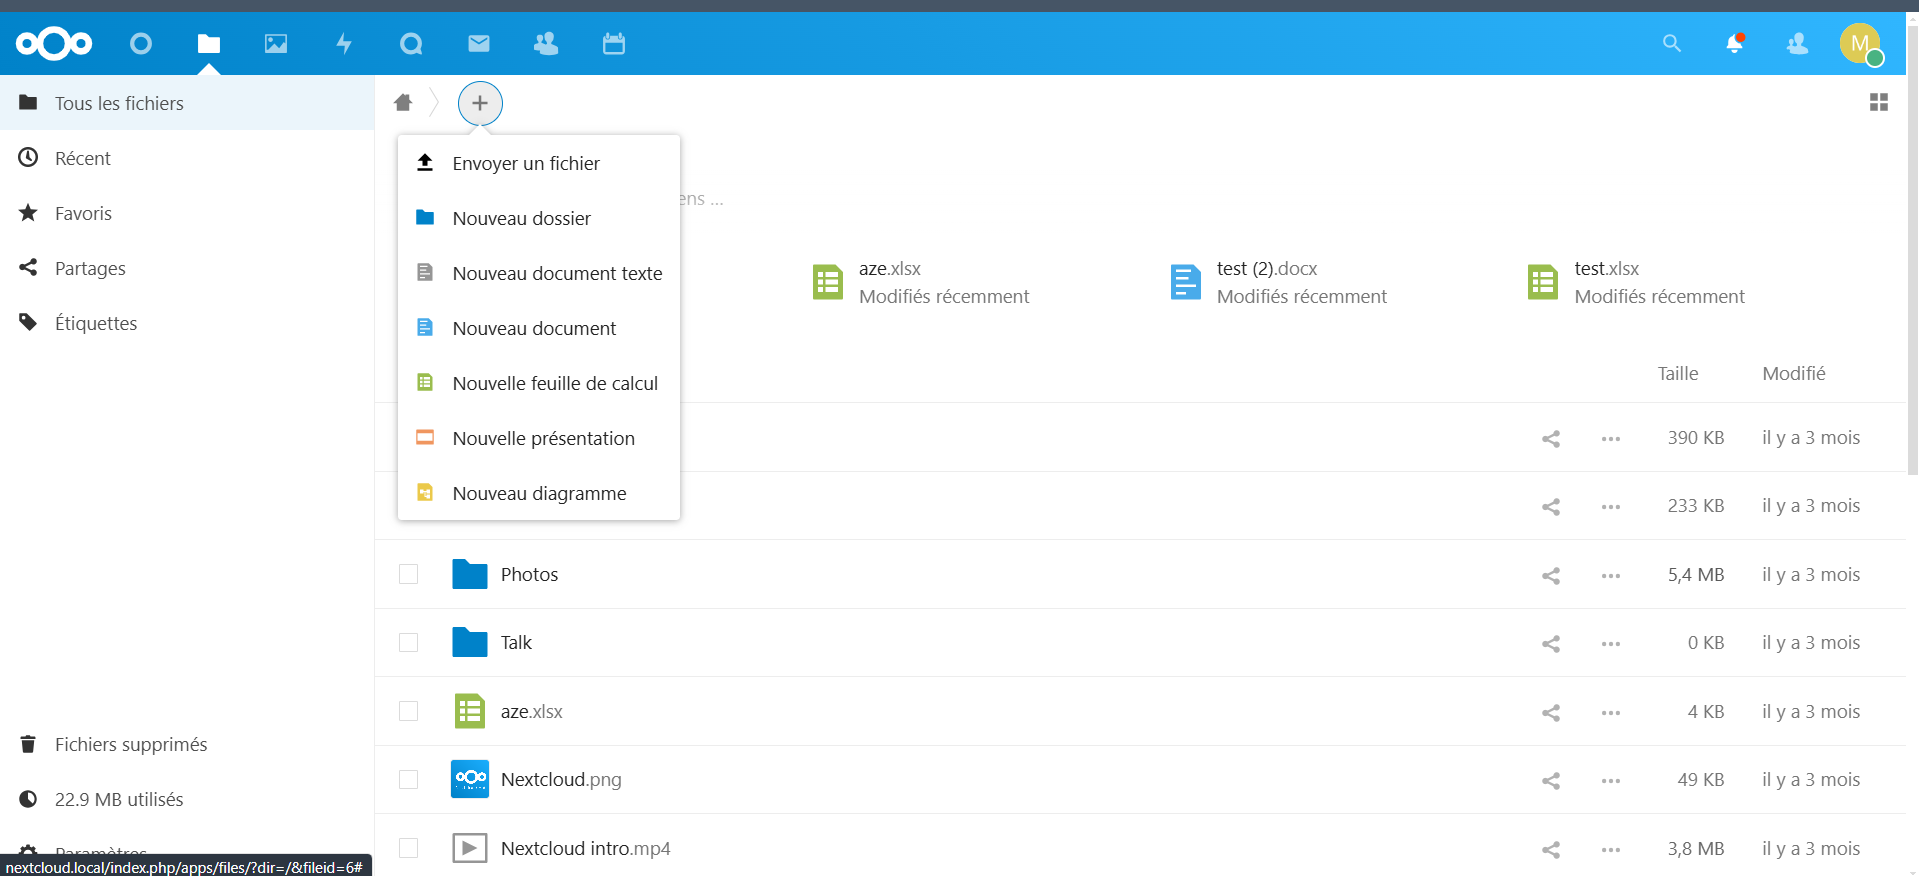 M
Tous les fichiers
Récent
Favoris
Partages
Étiquettes
Fichiers supprimés
22.9 MB utilisés
Paramètres
nextcloud.local/index.php/apps/files/?dir=/&fileid=6#
Envoyer un fichier
Nouveau dossier
Nouveau document texte
Nouveau document
Nouvelle feuille de calcul
Nouvelle présentation
Nouveau diagramme
ens ...
aze.xlsx
Modifiés récemment
test (2).docx
Modifiés récemment
test.xlsx
Modifiés récemment
Taille Modifié
390 KB il y a 3 mois
233 KB il y a 3 mois
Photos 5,4 MB il y a 3 mois
Talk 0 KB il y a 3 mois
aze.xlsx 4 KB il y a 3 mois
Nextcloud.png 49 KB il y a 3 mois
Nextcloud intro.mp4 3,8 MB il y a 3 mois